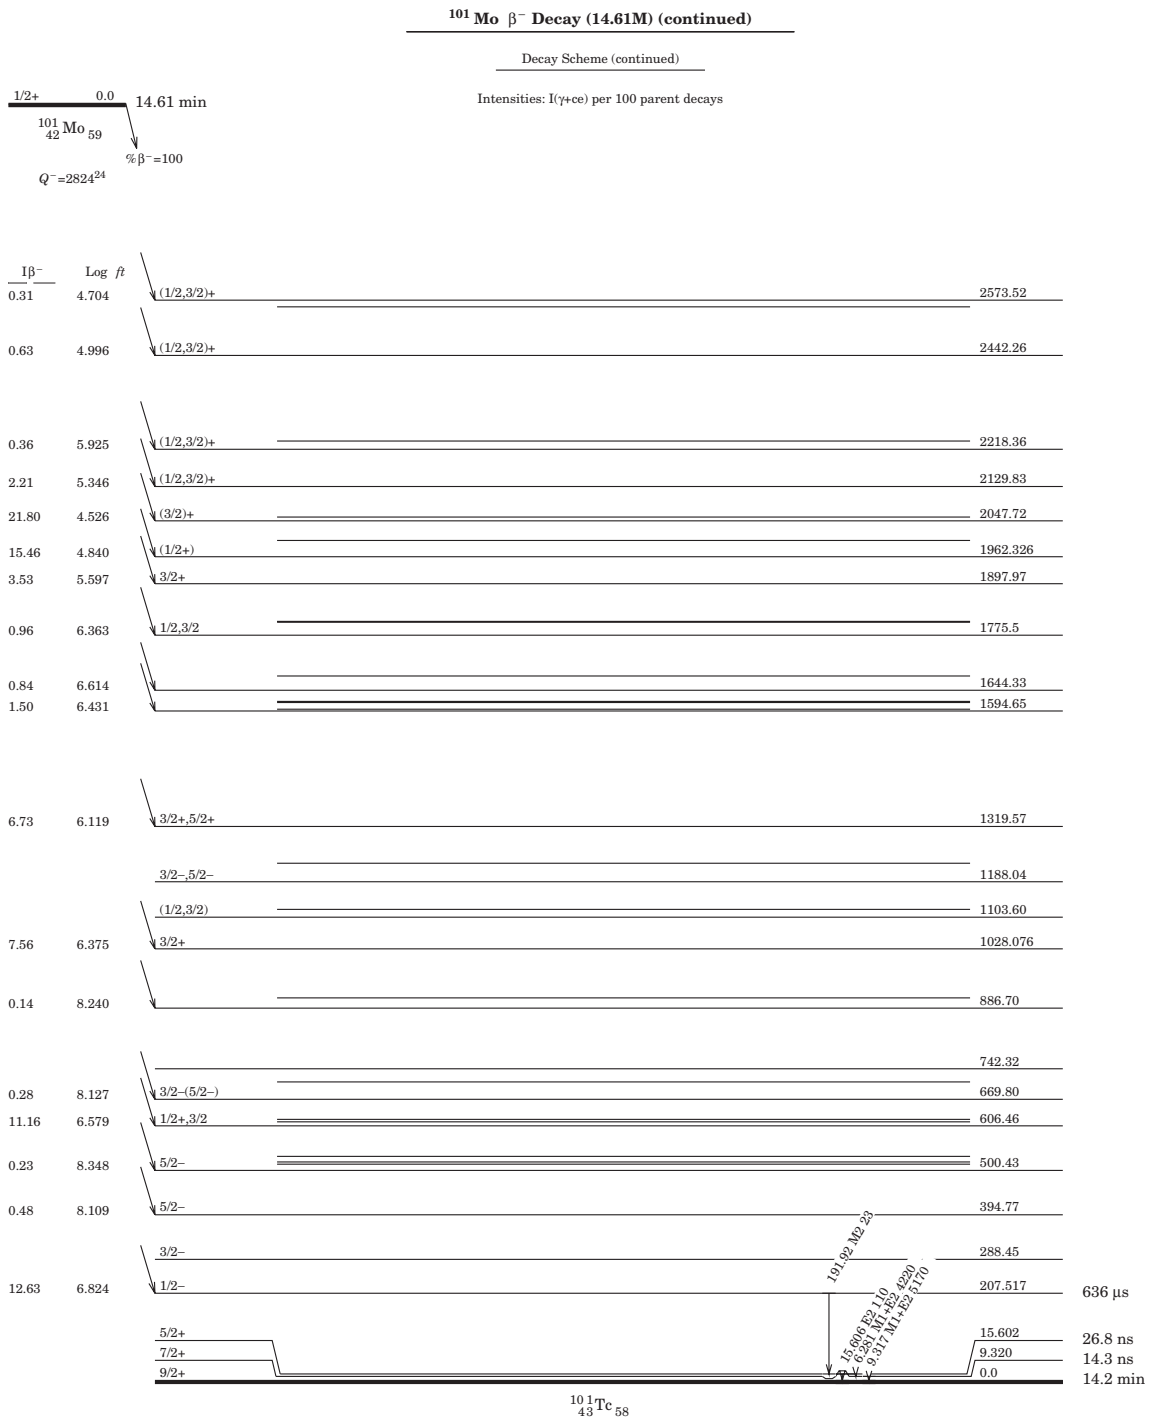 ¹⁰¹Mo β⁻ Decay (14.61M) (continued)
Decay Scheme (continued)
Intensities: I(γ+ce) per 100 parent decays
1/2+ 0.0 14.61 min
¹⁰¹₄₂Mo₅₉
%β⁻=100
Q⁻=2824²⁴
Iβ⁻ Log ft
0.31 4.704 (1/2,3/2)+ 2573.52
0.63 4.996 (1/2,3/2)+ 2442.26
0.36 5.925 (1/2,3/2)+ 2218.36
2.21 5.346 (1/2,3/2)+ 2129.83
21.80 4.526 (3/2)+ 2047.72
15.46 4.840 (1/2+) 1962.326
3.53 5.597 3/2+ 1897.97
0.96 6.363 1/2,3/2 1775.5
0.84 6.614 1644.33
1.50 6.431 1594.65
6.73 6.119 3/2+,5/2+ 1319.57
3/2−,5/2− 1188.04
(1/2,3/2) 1103.60
7.56 6.375 3/2+ 1028.076
0.14 8.240 886.70
742.32
0.28 8.127 3/2−(5/2−) 669.80
11.16 6.579 1/2+,3/2 606.46
0.23 8.348 5/2− 500.43
0.48 8.109 5/2− 394.77
3/2− 288.45
12.63 6.824 1/2− 207.517 636 μs
191.92 M2 23
15.606 E2 110
6.281 M1+E2 4220
9.317 M1+E2 5170
5/2+ 15.602 26.8 ns
7/2+ 9.320 14.3 ns
9/2+ 0.0 14.2 min
¹⁰¹₄₃Tc₅₈